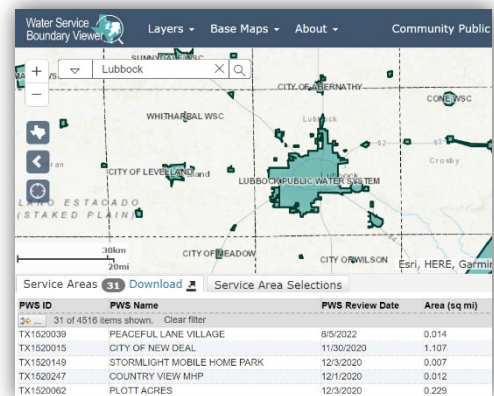 Water Service
Boundary Viewer
Layers
Base Maps
About
Community Public
Lubbock
SUNNYDALE WSC
CITY OF ABERNATHY
CONE WSC
WHITHARRAL WSC
Lubbock
82
Crosby
CITY OF LEVELLAND
LUBBOCK PUBLIC WATER SYSTEM
Lubbock
LLANO ESTACADO
(STAKED PLAIN)
84
30km
20mi
CITY OF MEADOW
CITY OF WILSON
Esri, HERE, Garmin
Service Areas 31 Download
Service Area Selections
PWS ID PWS Name PWS Review Date Area (sq mi)
... 31 of 4516 items shown. Clear filter
TX1520039 PEACEFUL LANE VILLAGE 8/5/2022 0.014
TX1520015 CITY OF NEW DEAL 11/30/2020 1.107
TX1520149 STORMLIGHT MOBILE HOME PARK 12/3/2020 0.007
TX1520247 COUNTRY VIEW MHP 12/1/2020 0.012
TX1520062 PLOTT ACRES 12/3/2020 0.229